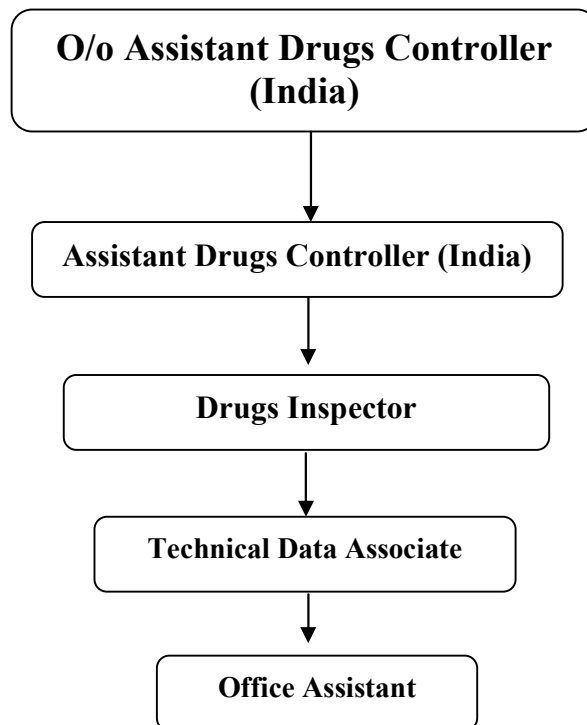 O/o Assistant Drugs Controller
(India)
Assistant Drugs Controller (India)
Drugs Inspector
Technical Data Associate
Office Assistant